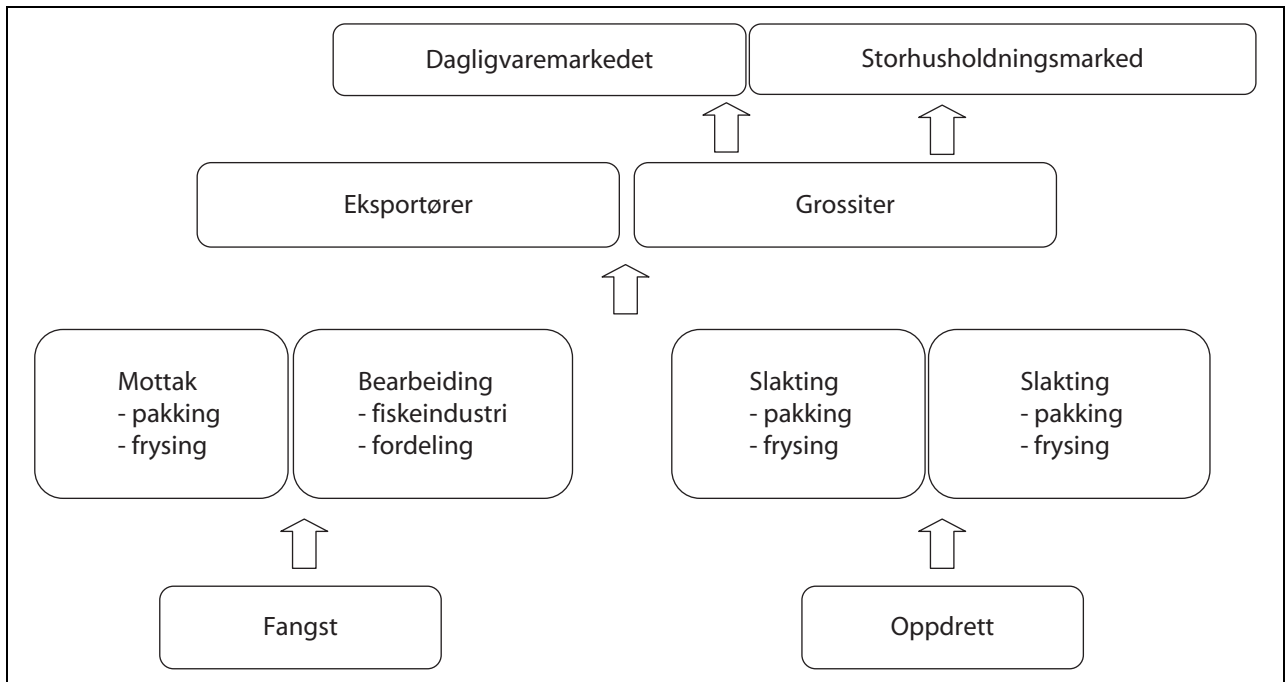 Dagligvaremarkedet
Storhusholdningsmarked
Eksportører
Grossiter
Mottak
- pakking
- frysing
Bearbeiding
- fiskeindustri
- fordeling
Slakting
- pakking
- frysing
Slakting
- pakking
- frysing
Fangst
Oppdrett